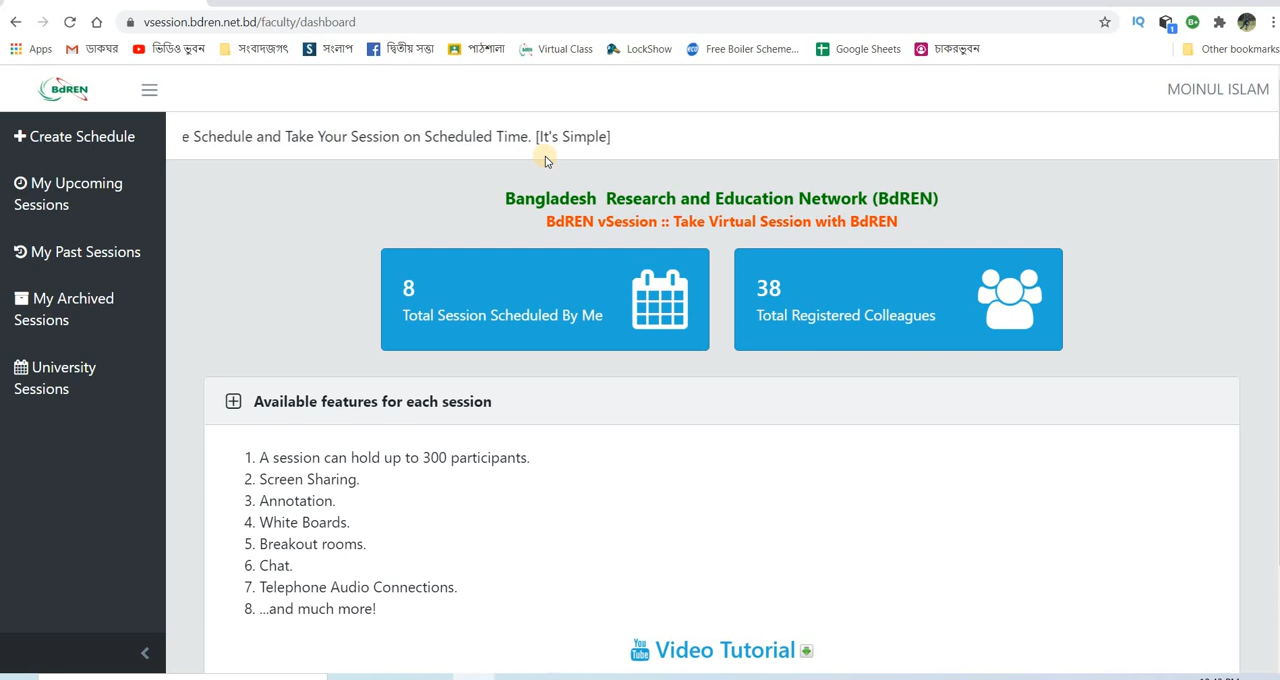 vsession.bdren.net.bd/faculty/dashboard
IQ
1
B+
Apps
ডাকঘর
ভিডিও ভুবন
সংবাদজগৎ
S
সংলাপ
দ্বিতীয় সত্তা
পাঠশালা
Virtual Class
LockShow
Free Boiler Scheme...
Google Sheets
চাকরভুবন
Other bookmarks
BdREN
MOINUL ISLAM
Create Schedule
e Schedule and Take Your Session on Scheduled Time. [It's Simple]
My Upcoming
Sessions
My Past Sessions
My Archived
Sessions
University
Sessions
Bangladesh Research and Education Network (BdREN)
BdREN vSession :: Take Virtual Session with BdREN
8
Total Session Scheduled By Me
38
Total Registered Colleagues
Available features for each session
1. A session can hold up to 300 participants.
2. Screen Sharing.
3. Annotation.
4. White Boards.
5. Breakout rooms.
6. Chat.
7. Telephone Audio Connections.
8. ...and much more!
You
Tube
Video Tutorial